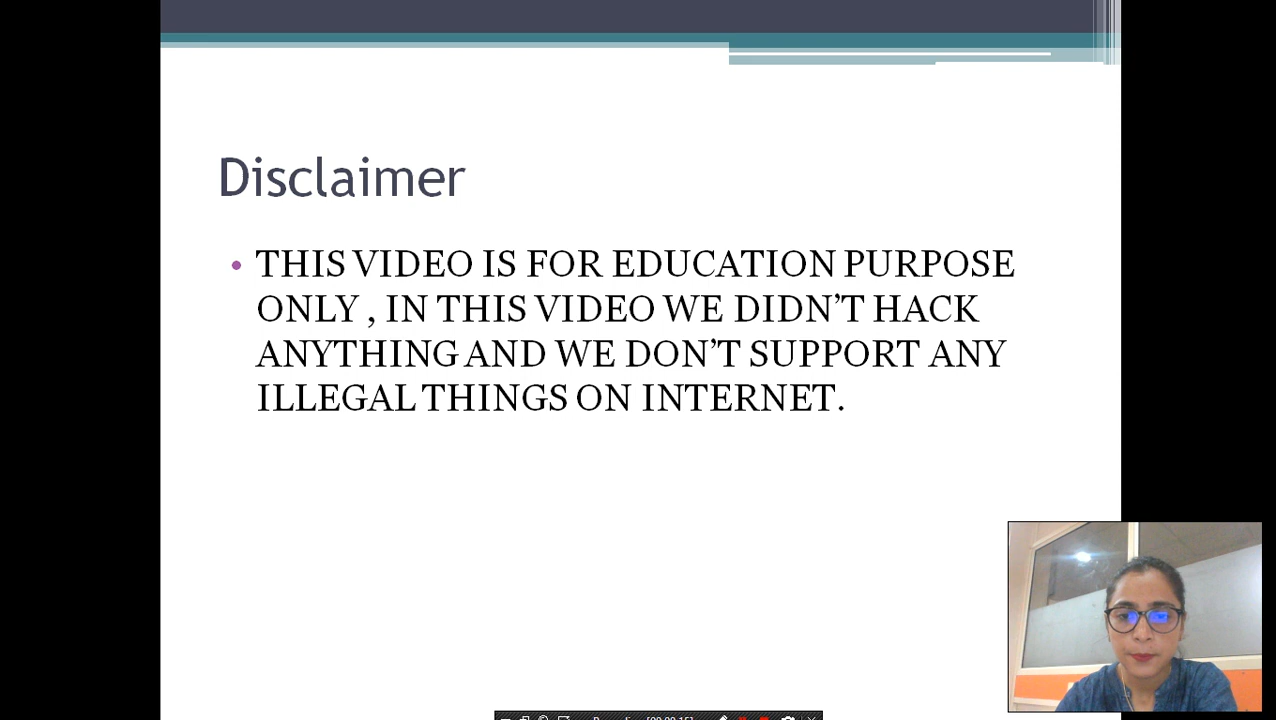 Disclaimer
• THIS VIDEO IS FOR EDUCATION PURPOSE
ONLY , IN THIS VIDEO WE DIDN'T HACK
ANYTHING AND WE DON'T SUPPORT ANY
ILLEGAL THINGS ON INTERNET.